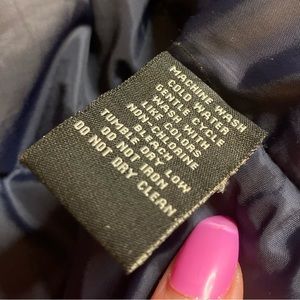 MACHINE WASH
COLD WATER
GENTLE CYCLE
WASH WITH
LIKE COLORS
NON-CHLORINE
BLEACH
TUMBLE DRY LOW
DO NOT IRON
DO NOT DRY CLEAN